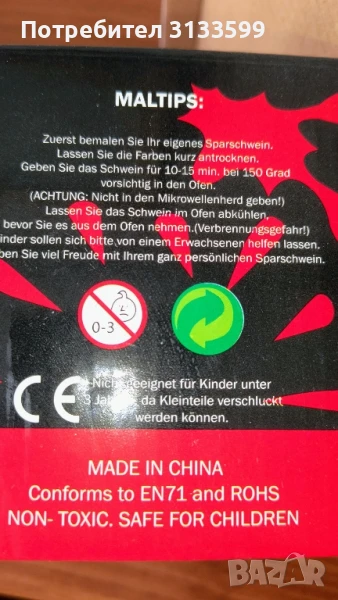 Потребител 3133599
MALTIPS:
Zuerst bemalen Sie Ihr eigenes Sparschwein.
Lassen Sie die Farben kurz antrocknen.
Geben Sie das Schwein für 10-15 min. bei 150 Grad
vorsichtig in den Ofen.
(ACHTUNG: Nicht in den Mikrowellenherd geben!)
Lassen Sie das Schwein im Ofen abkühlen,
bevor Sie es aus dem Ofen nehmen.(Verbrennungsgefahr!)
inder sollen sich bitte von einem Erwachsenen helfen lassen.
ben Sie viel Freude mit Ihrem ganz persönlichen Sparschwein.
0-3
CE
Nicht geeignet für Kinder unter
3 Jahren, da Kleinteile verschluckt
werden können.
MADE IN CHINA
Conforms to EN71 and ROHS
NON- TOXIC. SAFE FOR CHILDREN
BAZAR